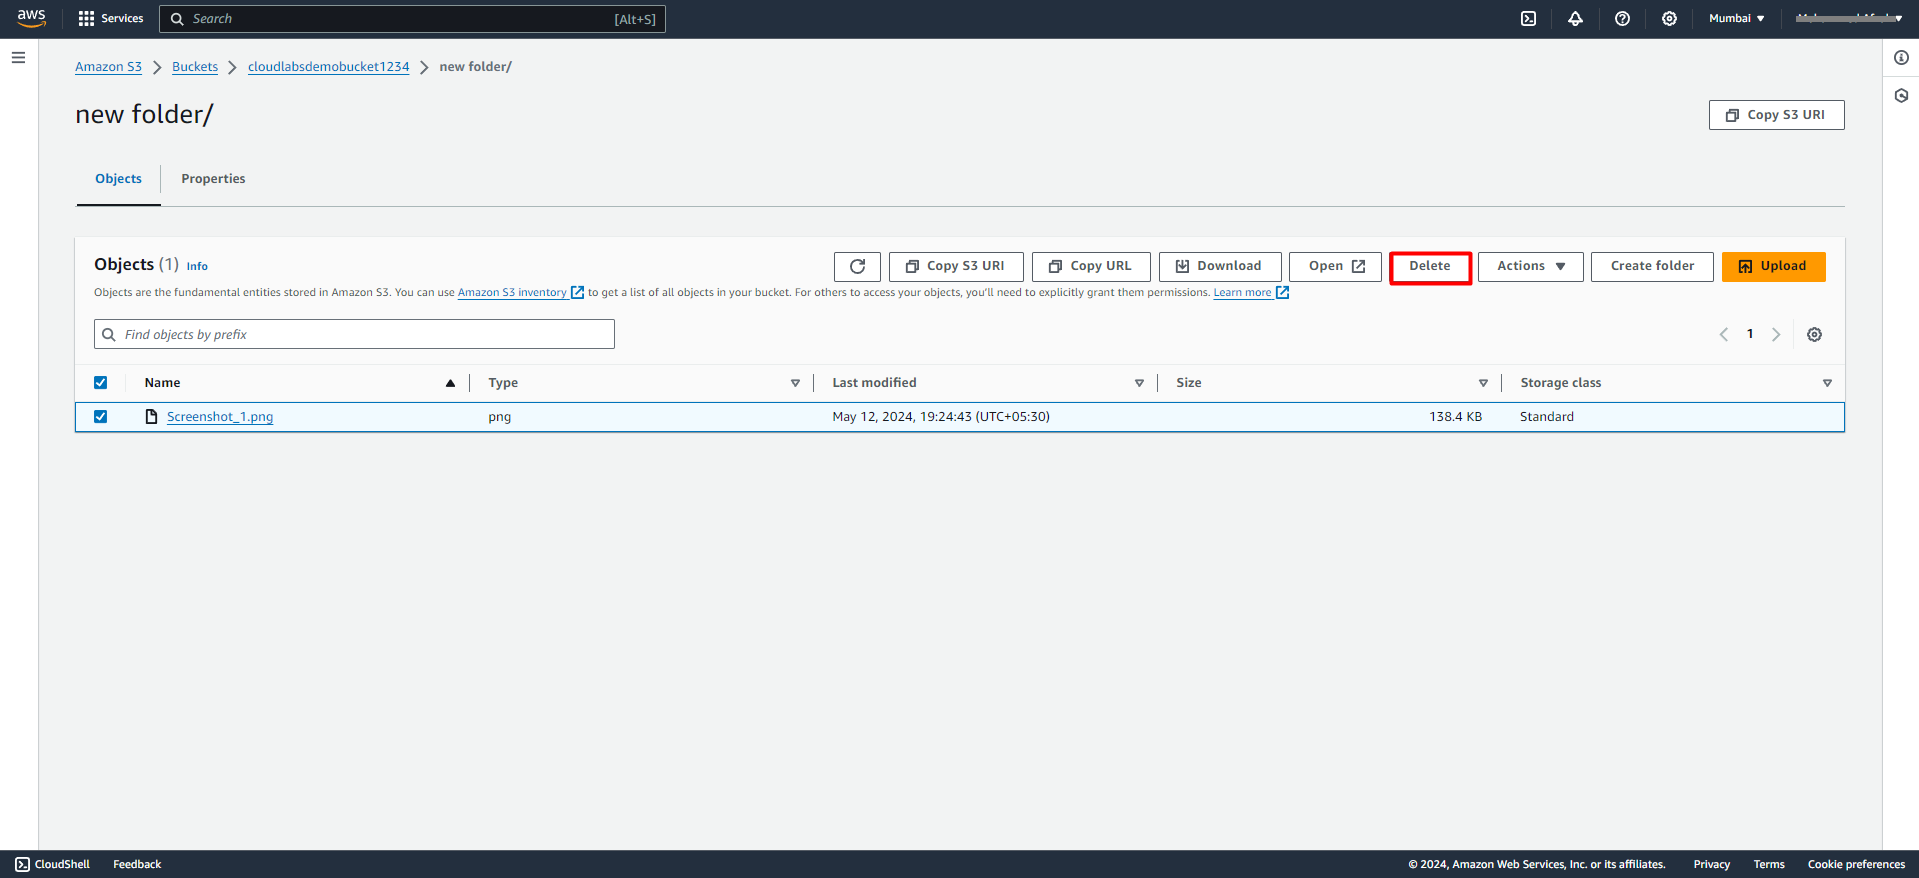 aws Services Search [Alt+S] Mumbai
Amazon S3 Buckets cloudlabsdemobucket1234 new folder/
new folder/ Copy S3 URI
Objects Properties
Objects (1) Info Copy S3 URI Copy URL Download Open Delete Actions Create folder Upload
Objects are the fundamental entities stored in Amazon S3. You can use Amazon S3 inventory to get a list of all objects in your bucket. For others to access your objects, you'll need to explicitly grant them permissions. Learn more
Find objects by prefix 1
Name Type Last modified Size Storage class
Screenshot_1.png png May 12, 2024, 19:24:43 (UTC+05:30) 138.4 KB Standard
CloudShell Feedback © 2024, Amazon Web Services, Inc. or its affiliates. Privacy Terms Cookie preferences